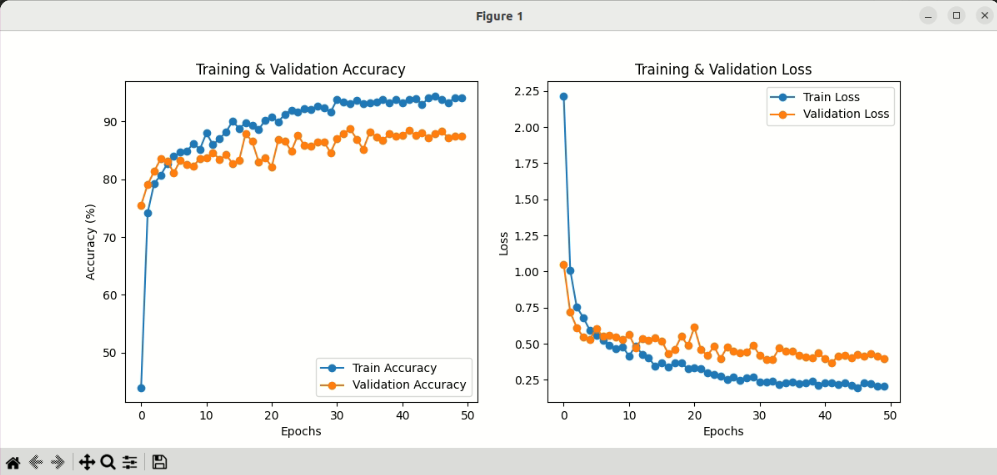 Figure 1
Training & Validation Accuracy
Accuracy (%)
90
80
70
60
50
0 10 20 30 40 50
Epochs
Train Accuracy
Validation Accuracy
Training & Validation Loss
Loss
2.25
2.00
1.75
1.50
1.25
1.00
0.75
0.50
0.25
0 10 20 30 40 50
Epochs
Train Loss
Validation Loss